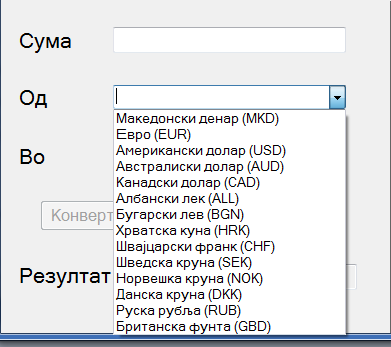 Сума
Од
Македонски денар (MKD)
Евро (EUR)
Американски долар (USD)
Австралиски долар (AUD)
Канадски долар (CAD)
Албански лек (ALL)
Бугарски лев (BGN)
Хрватска куна (HRK)
Швајцарски франк (CHF)
Шведска круна (SEK)
Норвешка круна (NOK)
Данска круна (DKK)
Руска рубља (RUB)
Британска фунта (GBD)
Во
Конверт
Резултат